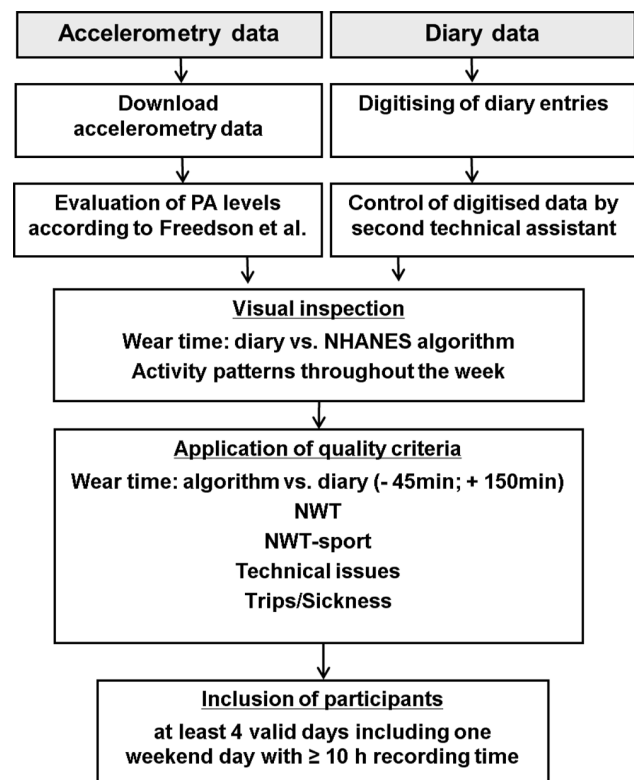 Accelerometry data
Diary data
Download
accelerometry data
Digitising of diary entries
Evaluation of PA levels
according to Freedson et al.
Control of digitised data by
second technical assistant
Visual inspection
Wear time: diary vs. NHANES algorithm
Activity patterns throughout the week
Application of quality criteria
Wear time: algorithm vs. diary (- 45min; + 150min)
NWT
NWT-sport
Technical issues
Trips/Sickness
Inclusion of participants
at least 4 valid days including one
weekend day with ≥ 10 h recording time